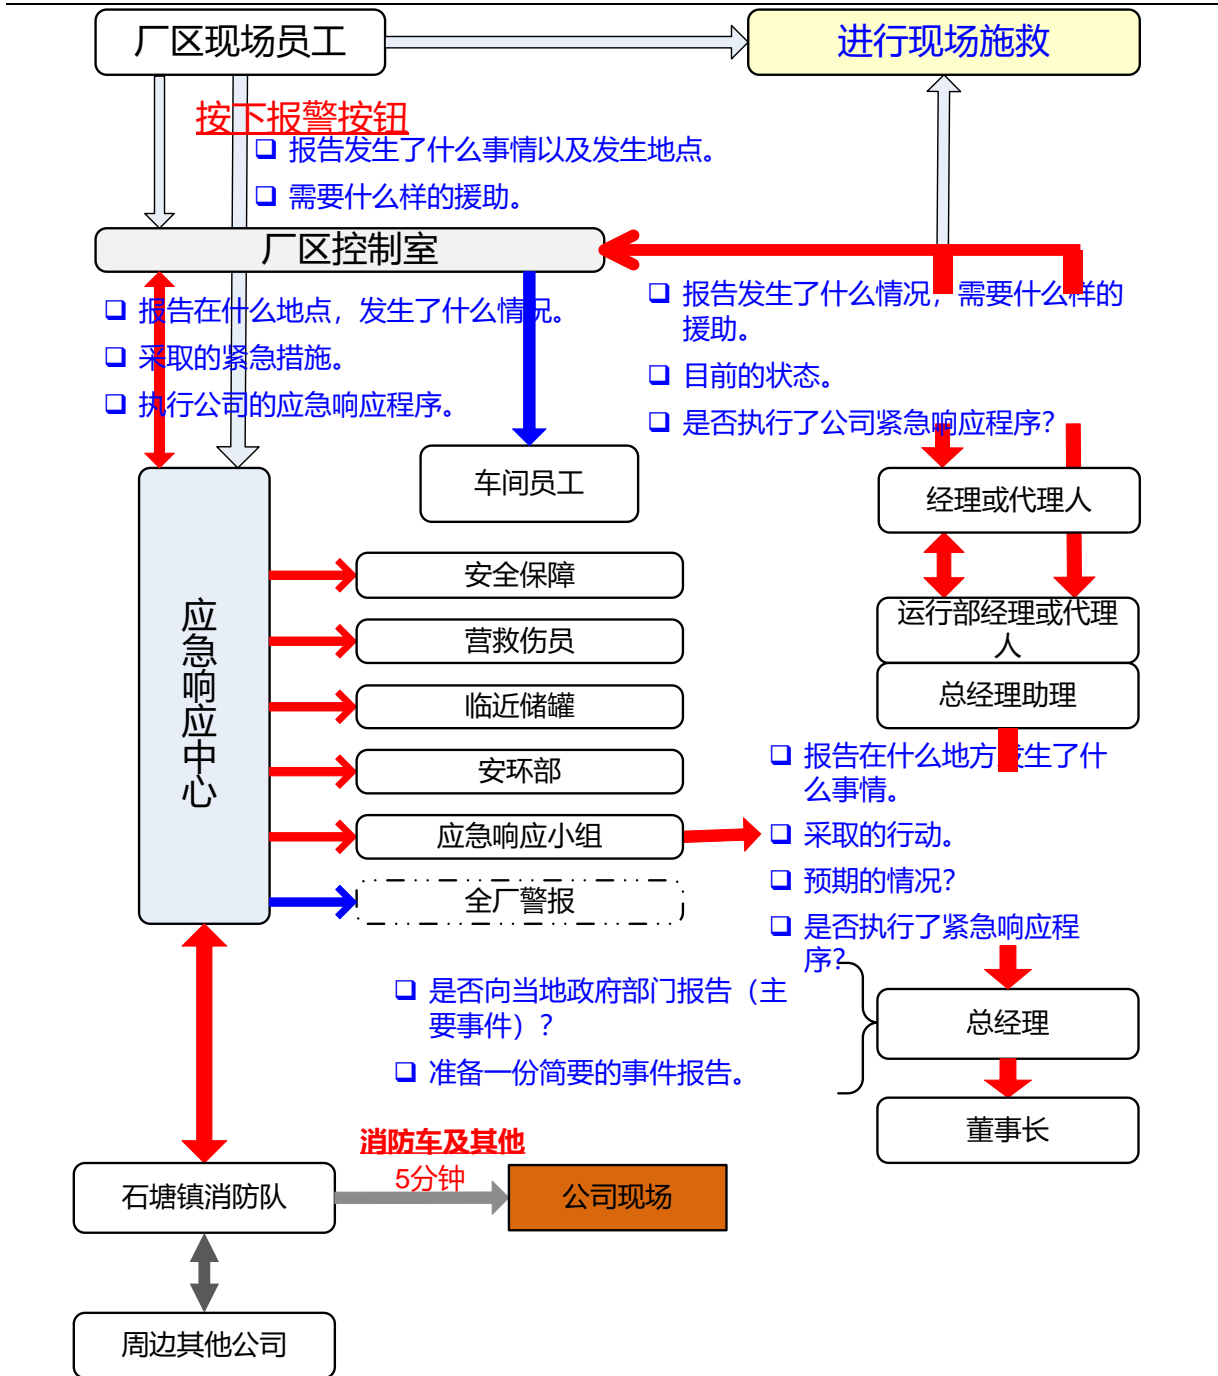 厂区现场员工
进行现场施救
按下报警按钮
报告发生了什么事情以及发生地点。
需要什么样的援助。
厂区控制室
报告在什么地点，发生了什么情况。
采取的紧急措施。
执行公司的应急响应程序。
报告发生了什么情况，需要什么样的
援助。
目前的状态。
是否执行了公司紧急响应程序？
车间员工
经理或代理人
应急响应中心
安全保障
营救伤员
临近储罐
安环部
应急响应小组
全厂警报
运行部经理或代理
人
总经理助理
报告在什么地方发生了什
么事情。
采取的行动。
预期的情况？
是否执行了紧急响应程
序？
是否向当地政府部门报告（主
要事件）？
准备一份简要的事件报告。
总经理
董事长
消防车及其他
5分钟
石塘镇消防队
公司现场
周边其他公司